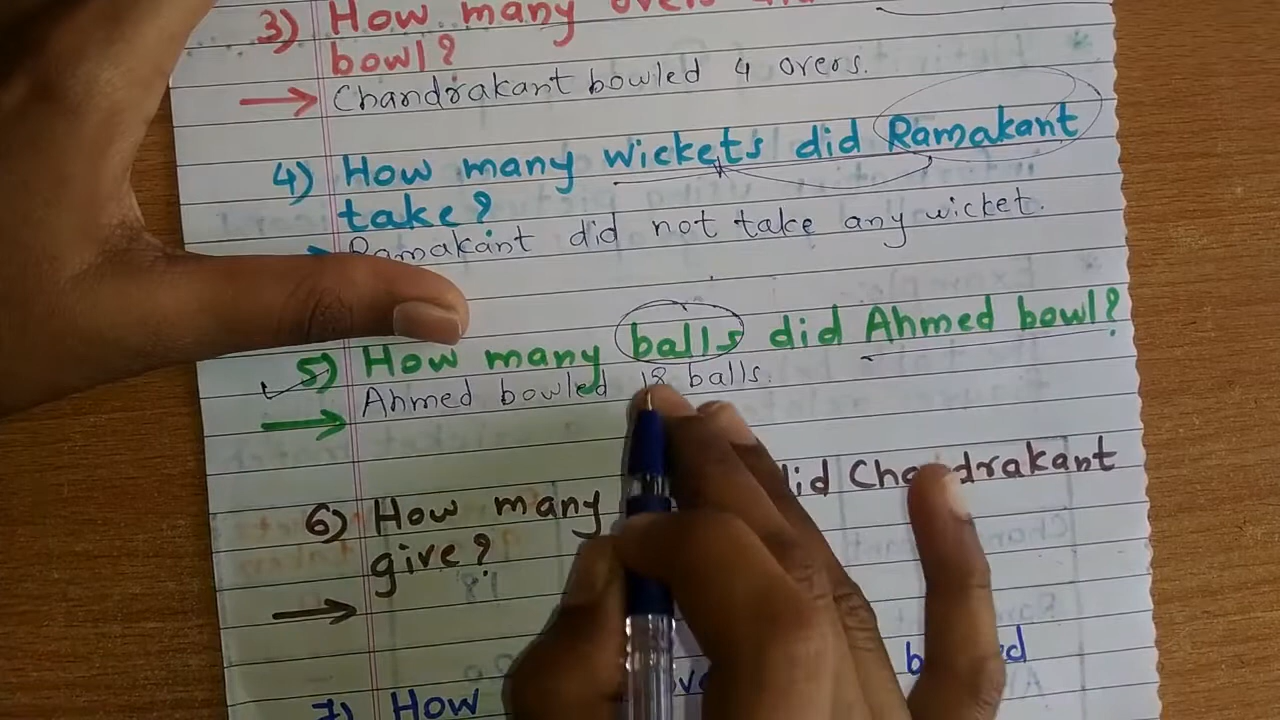 3) How many overs did
bowl?
Chandrakant bowled 4 overs.
4) How many wickets did Ramakant
take?
Ramakant did not take any wicket.
5) How many balls did Ahmed bowl?
Ahmed bowled 18 balls.
6) How many did Chandrakant
give?
7) How